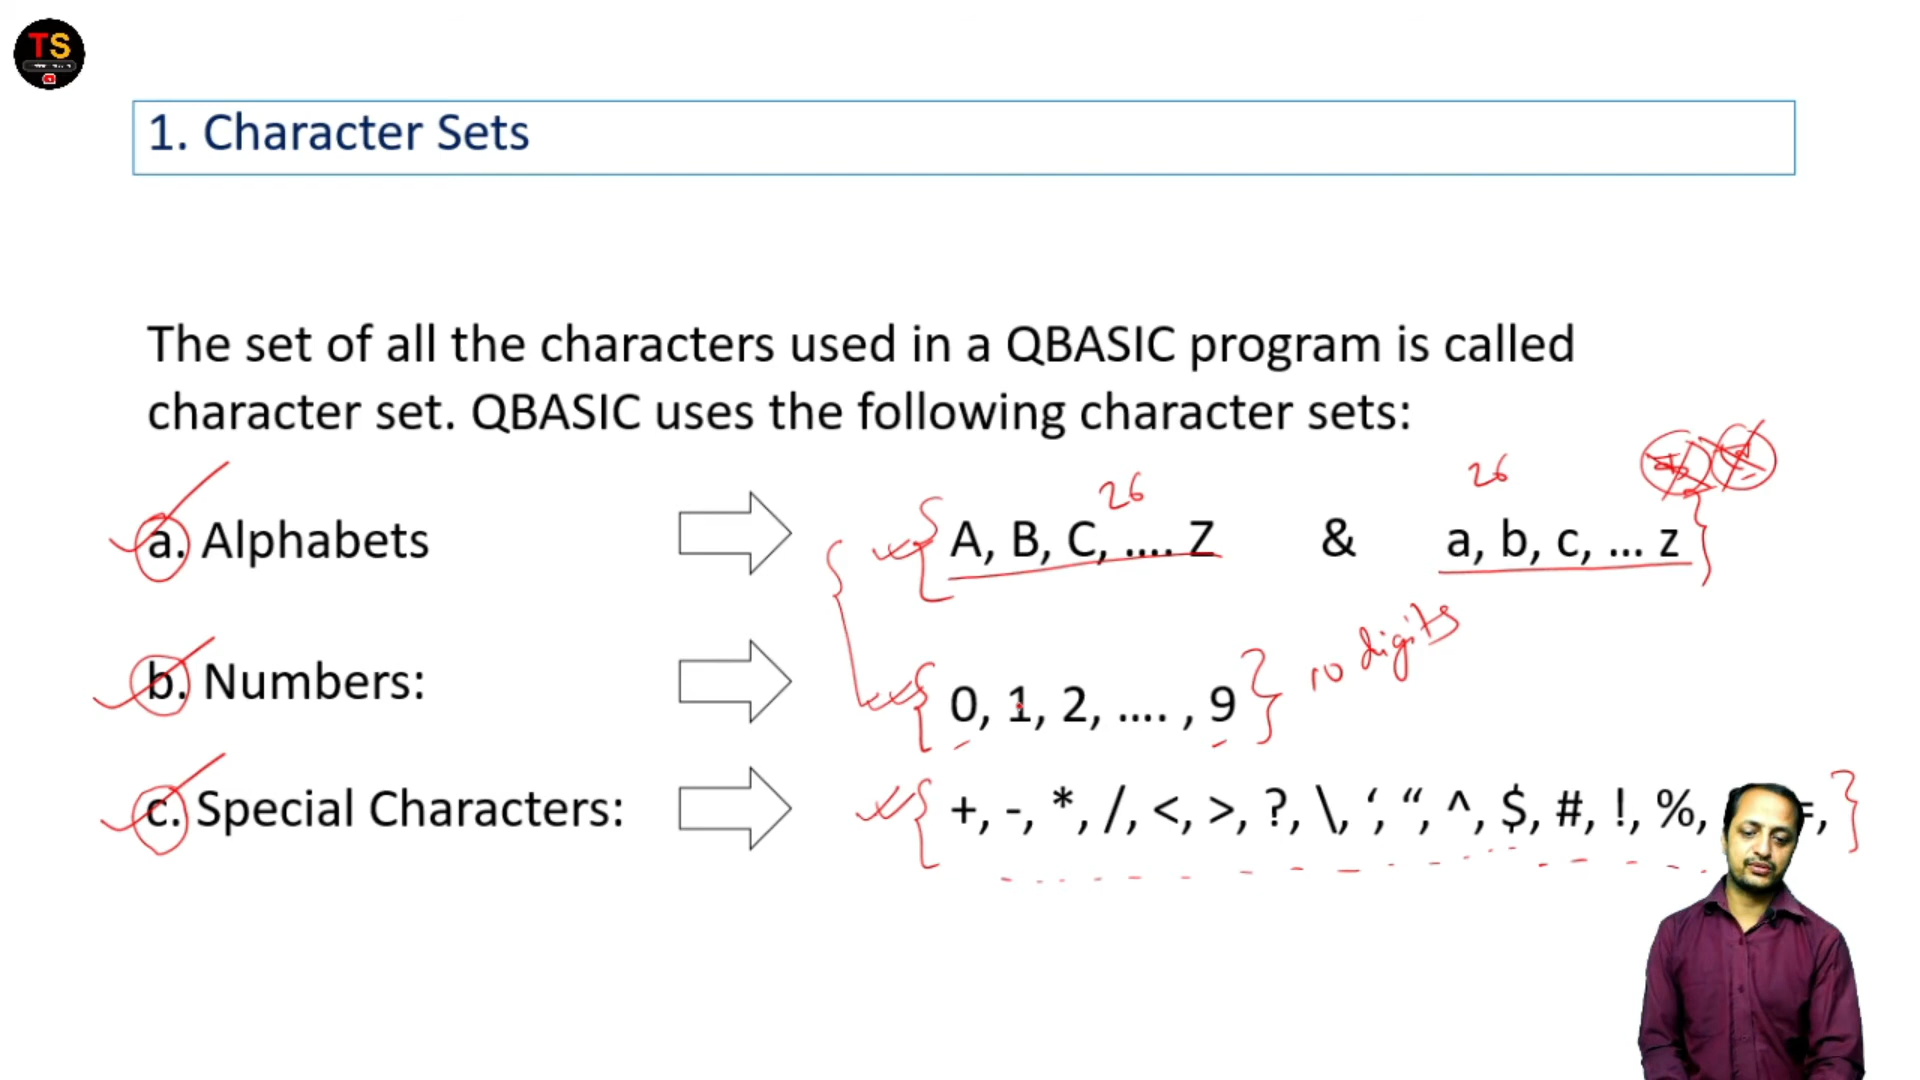 TS
1. Character Sets
The set of all the characters used in a QBASIC program is called
character set. QBASIC uses the following character sets:
26 26
a. Alphabets A, B, C, .... Z & a, b, c, ... z
10 digits
b. Numbers: 0, 1, 2, .... , 9
c. Special Characters: +, -, *, /, <, >, ?, \, ‘, “, ^, $, #, !, %, =,